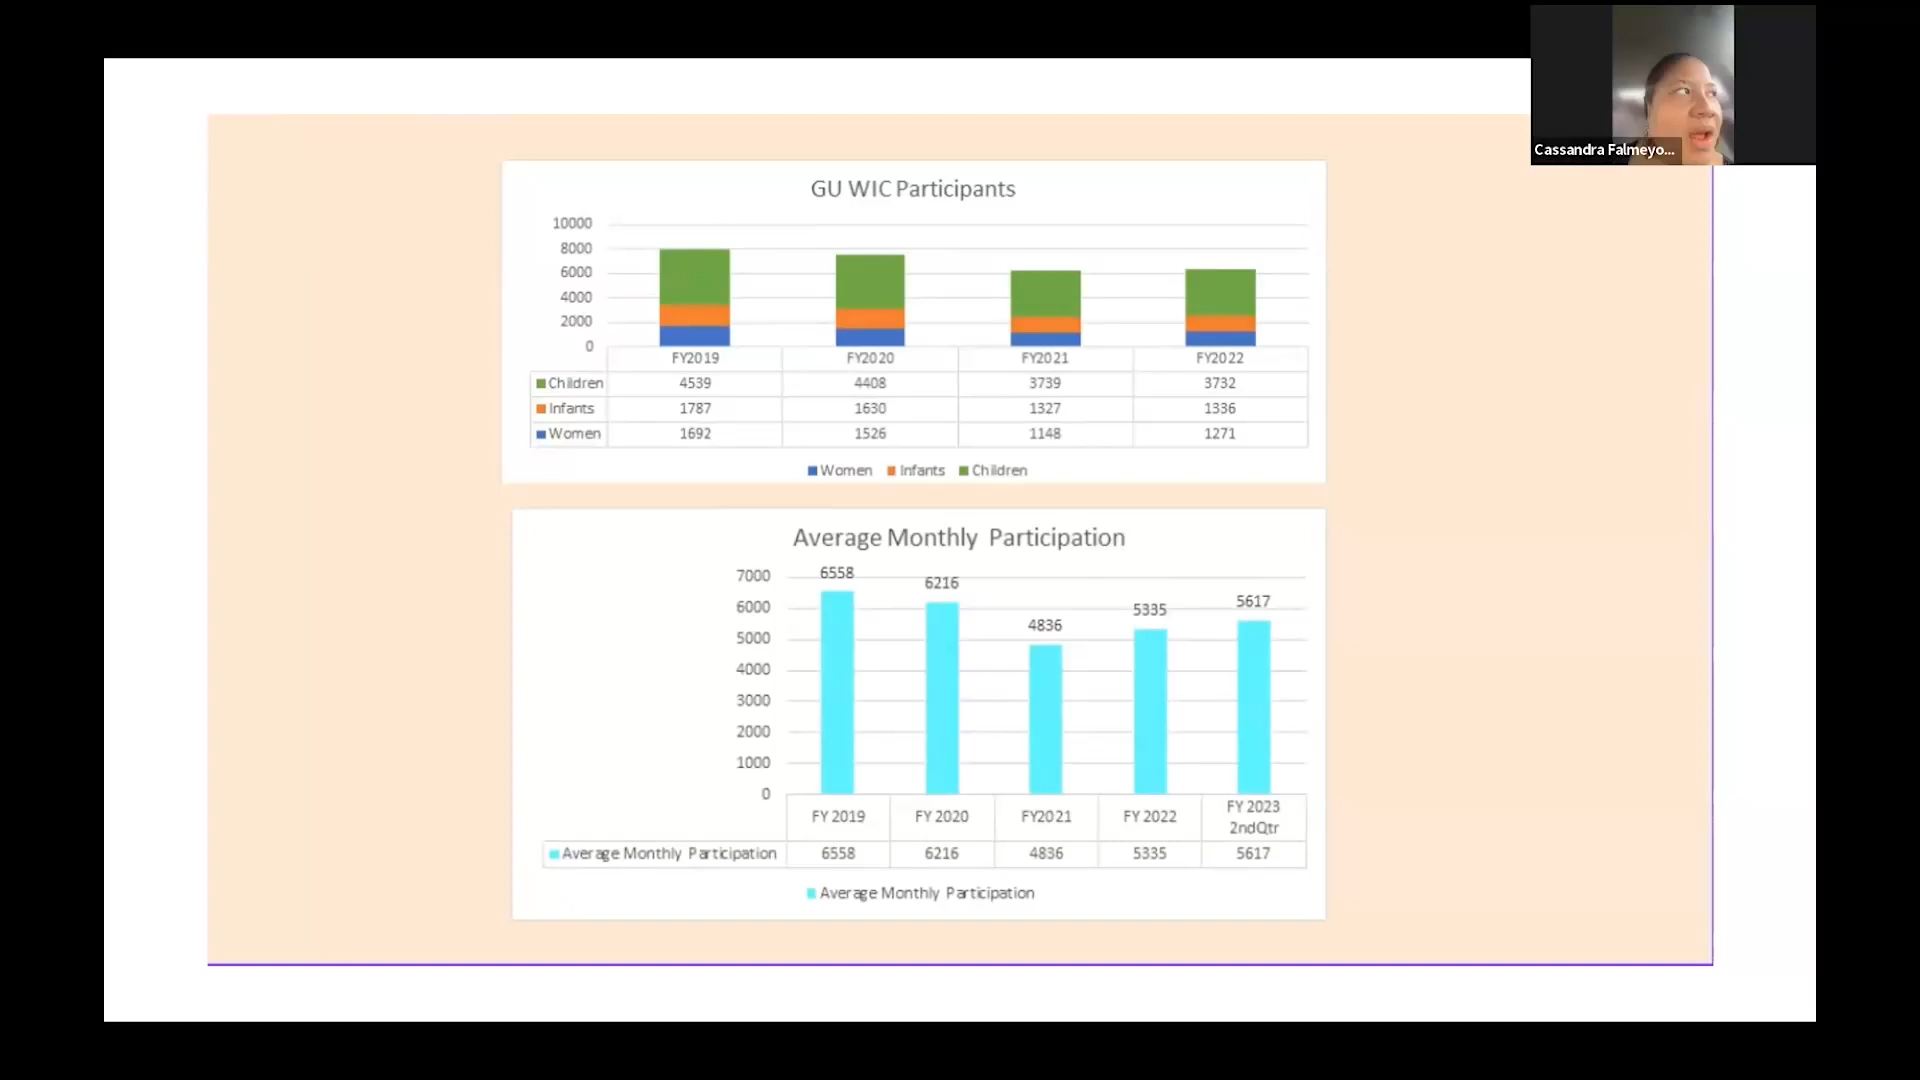 Cassandra Falmeyo...
GU WIC Participants
10000
8000
6000
4000
2000
0
FY2019 FY2020 FY2021 FY2022
Children 4539 4408 3739 3732
Infants 1787 1630 1327 1336
Women 1692 1526 1148 1271
Women Infants Children
Average Monthly Participation
7000
6000
5000
4000
3000
2000
1000
0
6558 6216 4836 5335 5617
FY 2019 FY 2020 FY2021 FY 2022 FY 2023
2ndQtr
Average Monthly Participation 6558 6216 4836 5335 5617
Average Monthly Participation